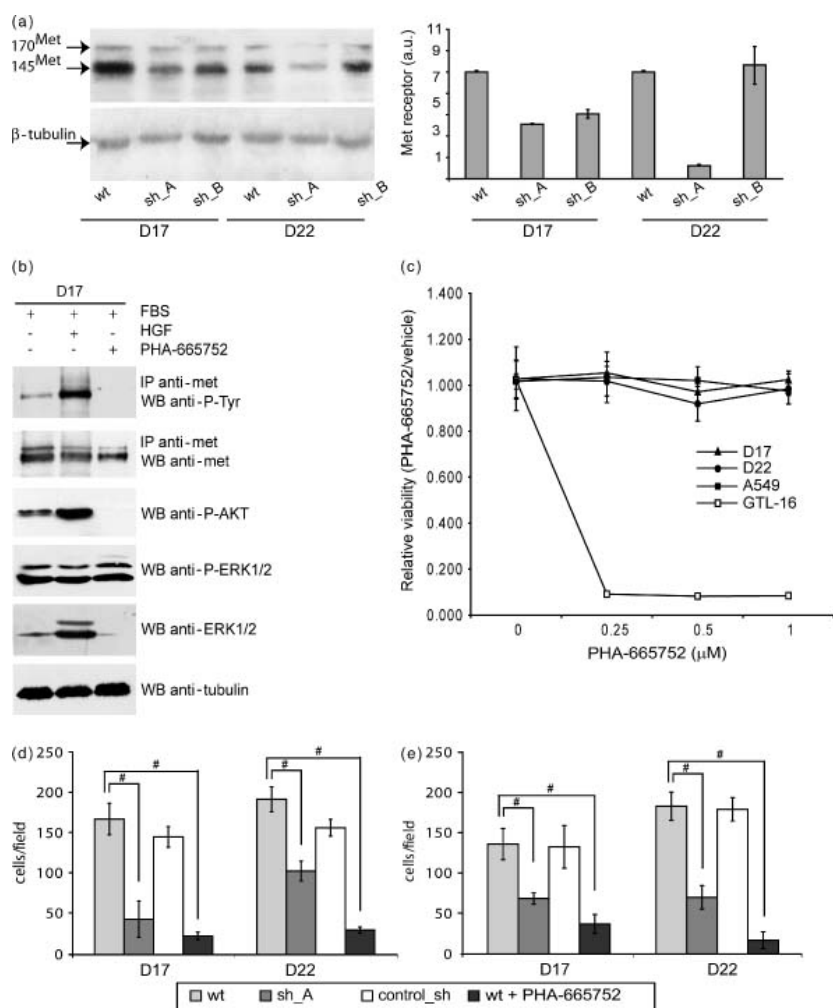 (a)
170Met
145Met
β-tubulin
wt sh_A sh_B wt sh_A sh_B
D17 D22
Met receptor (a.u.)
11
9
7
5
3
1
wt sh_A sh_B wt sh_A sh_B
D17 D22
(b)
D17
+ + + FBS
- + - HGF
- - + PHA-665752
IP anti-met
WB anti-P-Tyr
IP anti-met
WB anti-met
WB anti-P-AKT
WB anti-P-ERK1/2
WB anti-ERK1/2
WB anti-tubulin
(c)
Relative viability (PHA-665752/vehicle)
1.400
1.200
1.000
0.800
0.600
0.400
0.200
0.000
D17
D22
A549
GTL-16
0 0.25 0.5 1
PHA-665752 (μM)
(d)
cells/field
250
200
150
100
50
0
# # # #
D17 D22
(e)
cells/field
250
200
150
100
50
0
# # # #
D17 D22
wt sh_A control_sh wt + PHA-665752